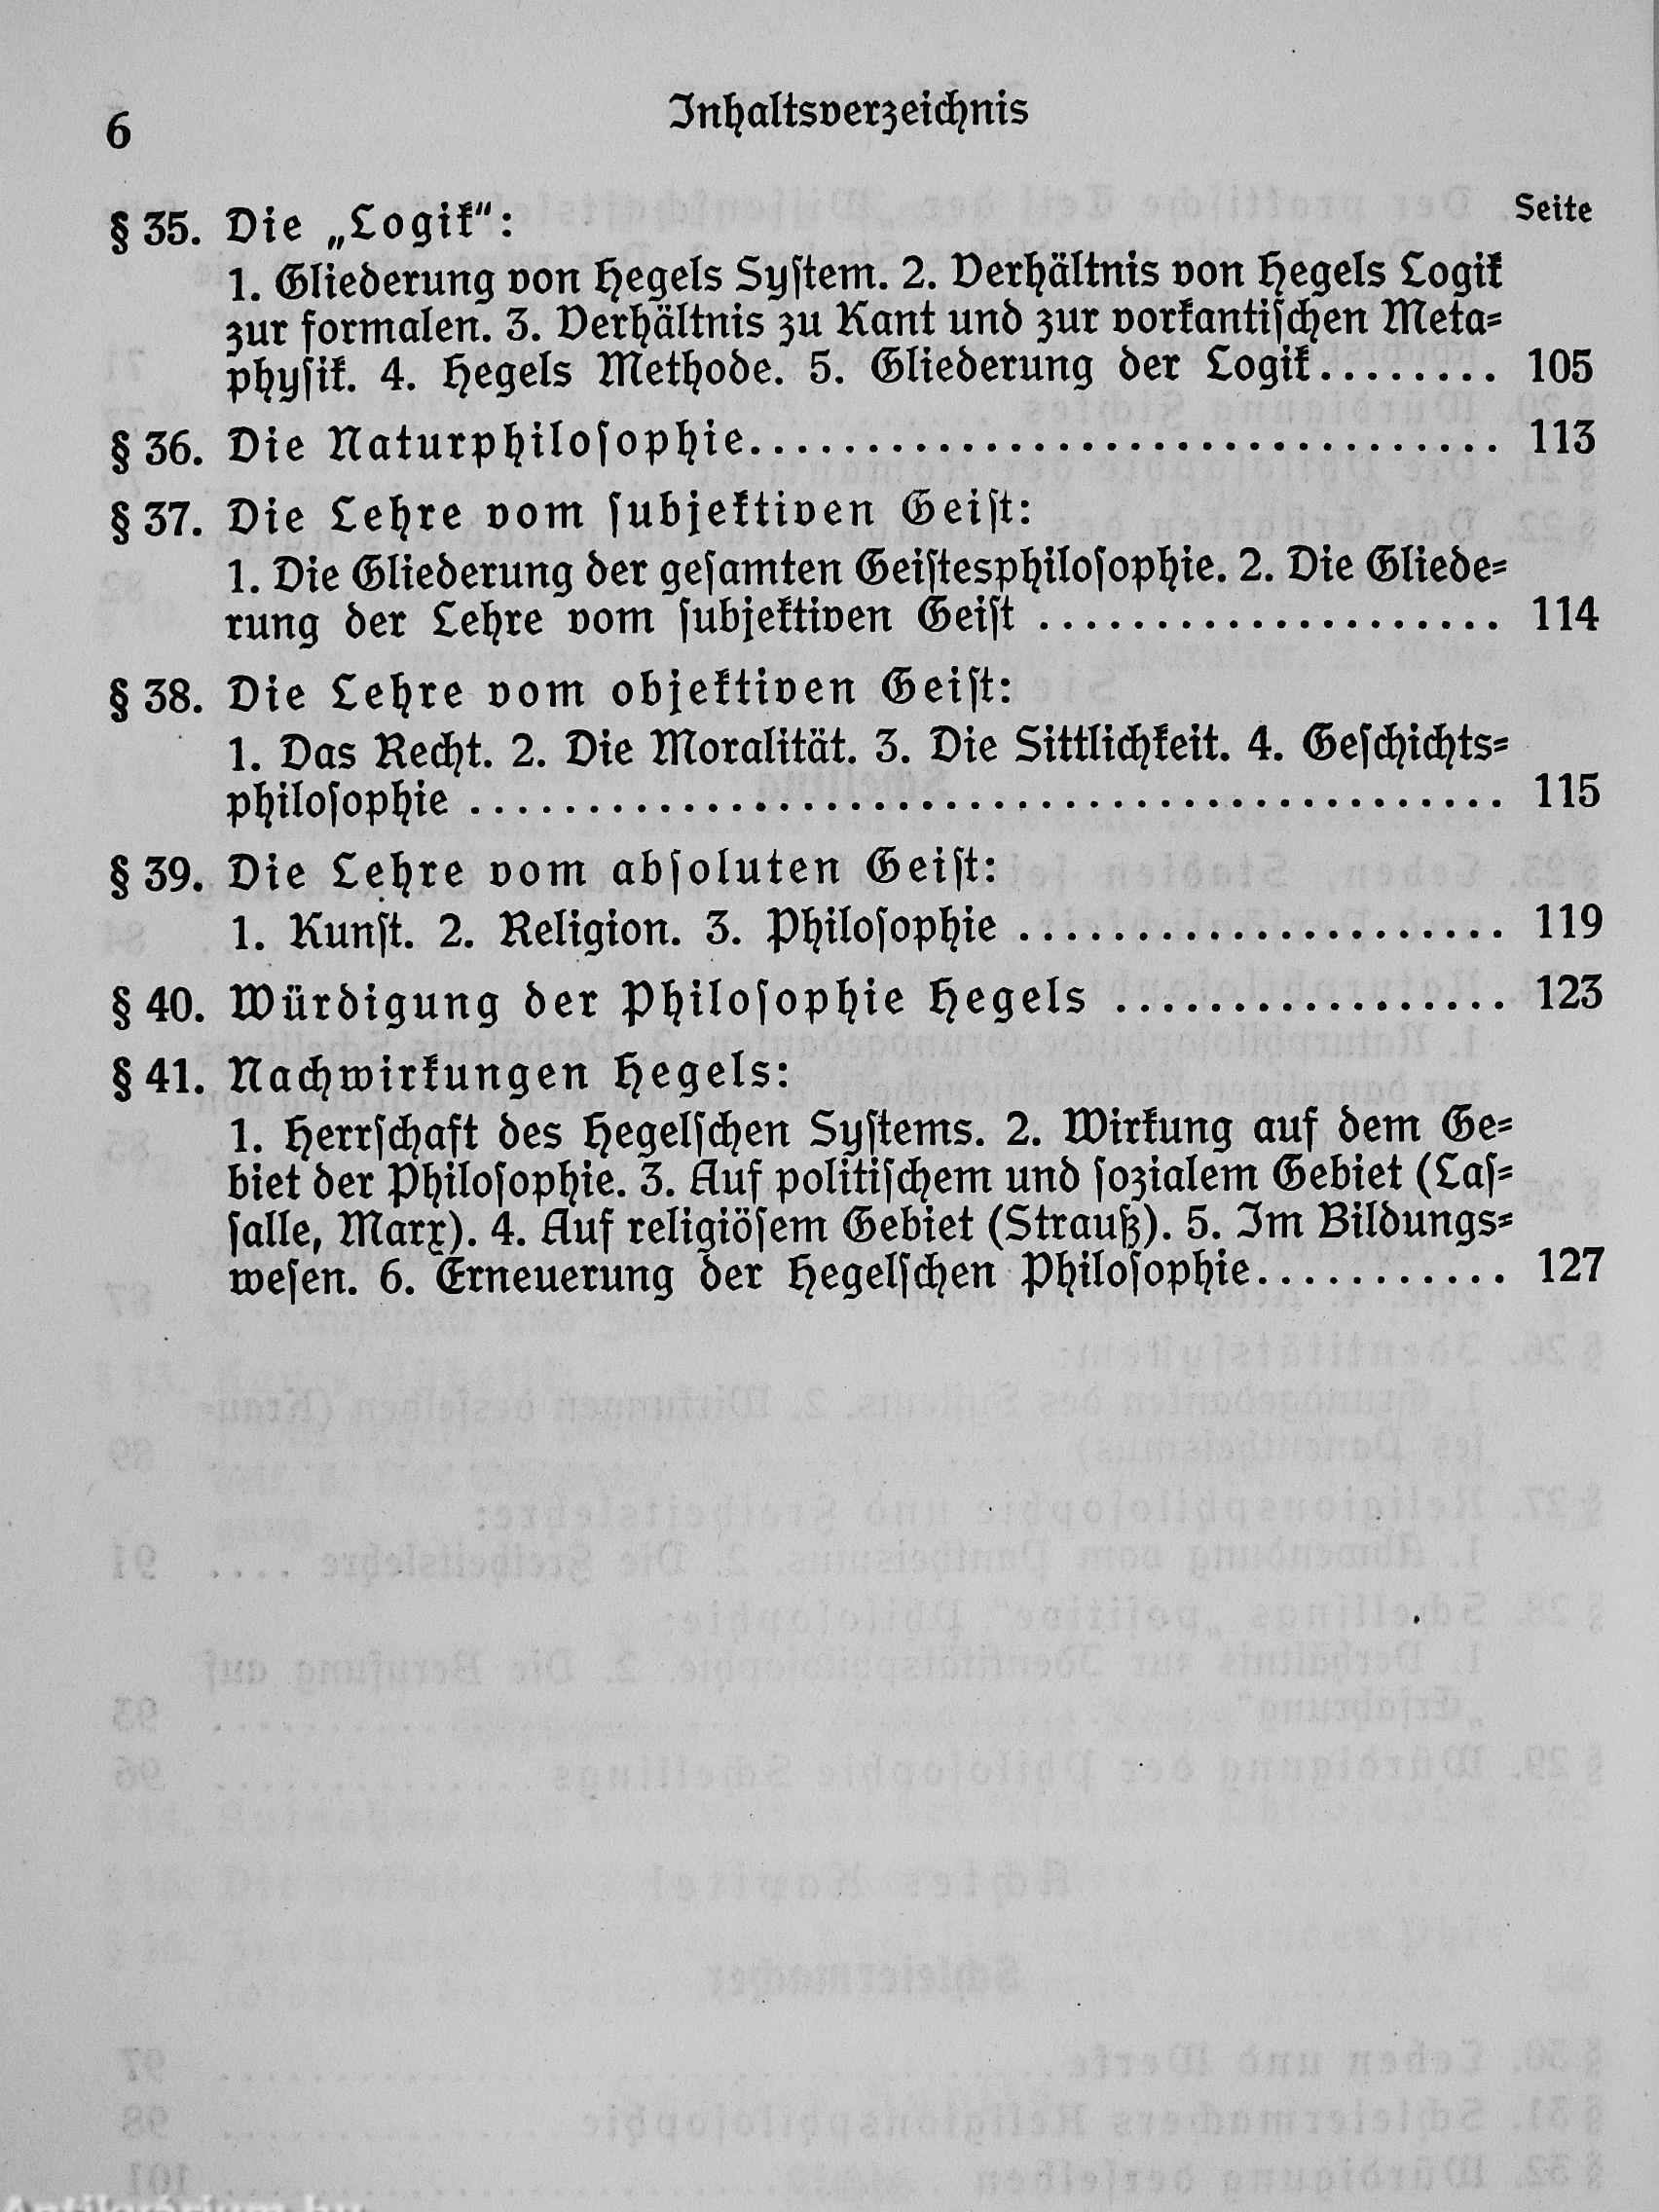 6
Inhaltsverzeichnis
Seite
§ 35. Die „Logik“:
1. Gliederung von Hegels Syſtem. 2. Verhältnis von Hegels Logik
zur formalen. 3. Verhältnis zu Kant und zur vorkantiſchen Meta⸗
phyſik. 4. Hegels Methode. 5. Gliederung der Logik........ 105
§ 36. Die Naturphiloſophie................................ 113
§ 37. Die Lehre vom ſubjektiven Geiſt:
1. Die Gliederung der geſamten Geiſtesphiloſophie. 2. Die Gliede⸗
rung der Lehre vom ſubjektiven Geiſt .................... 114
§ 38. Die Lehre vom objektiven Geiſt:
1. Das Recht. 2. Die Moralität. 3. Die Sittlichkeit. 4. Geſchichts⸗
philoſophie ............................................ 115
§ 39. Die Lehre vom abſoluten Geiſt:
1. Kunſt. 2. Religion. 3. Philoſophie ..................... 119
§ 40. Würdigung der Philoſophie Hegels ................. 123
§ 41. Nachwirkungen Hegels:
1. Herrſchaft des Hegelſchen Syſtems. 2. Wirkung auf dem Ge⸗
biet der Philoſophie. 3. Auf politiſchem und ſozialem Gebiet (Laſ⸗
ſalle, Marx). 4. Auf religiöſem Gebiet (Strauß). 5. Im Bildungs⸗
weſen. 6. Erneuerung der Hegelſchen Philoſophie........... 127